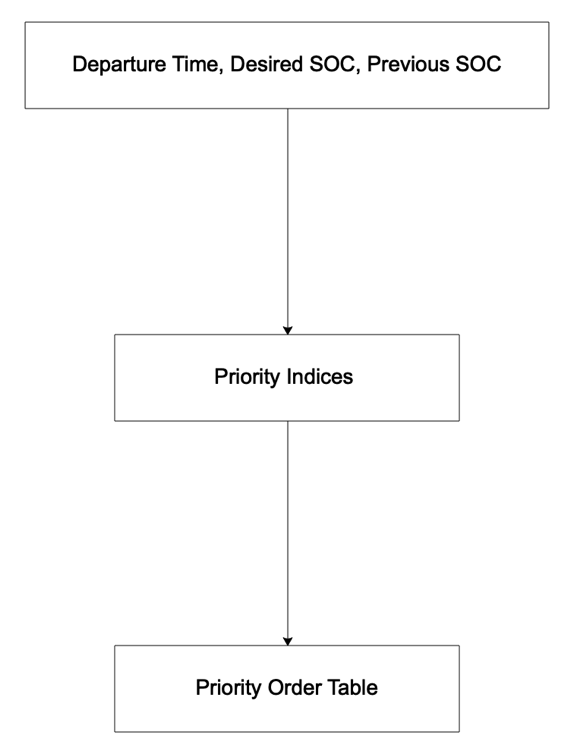 Departure Time, Desired SOC, Previous SOC
Priority Indices
Priority Order Table